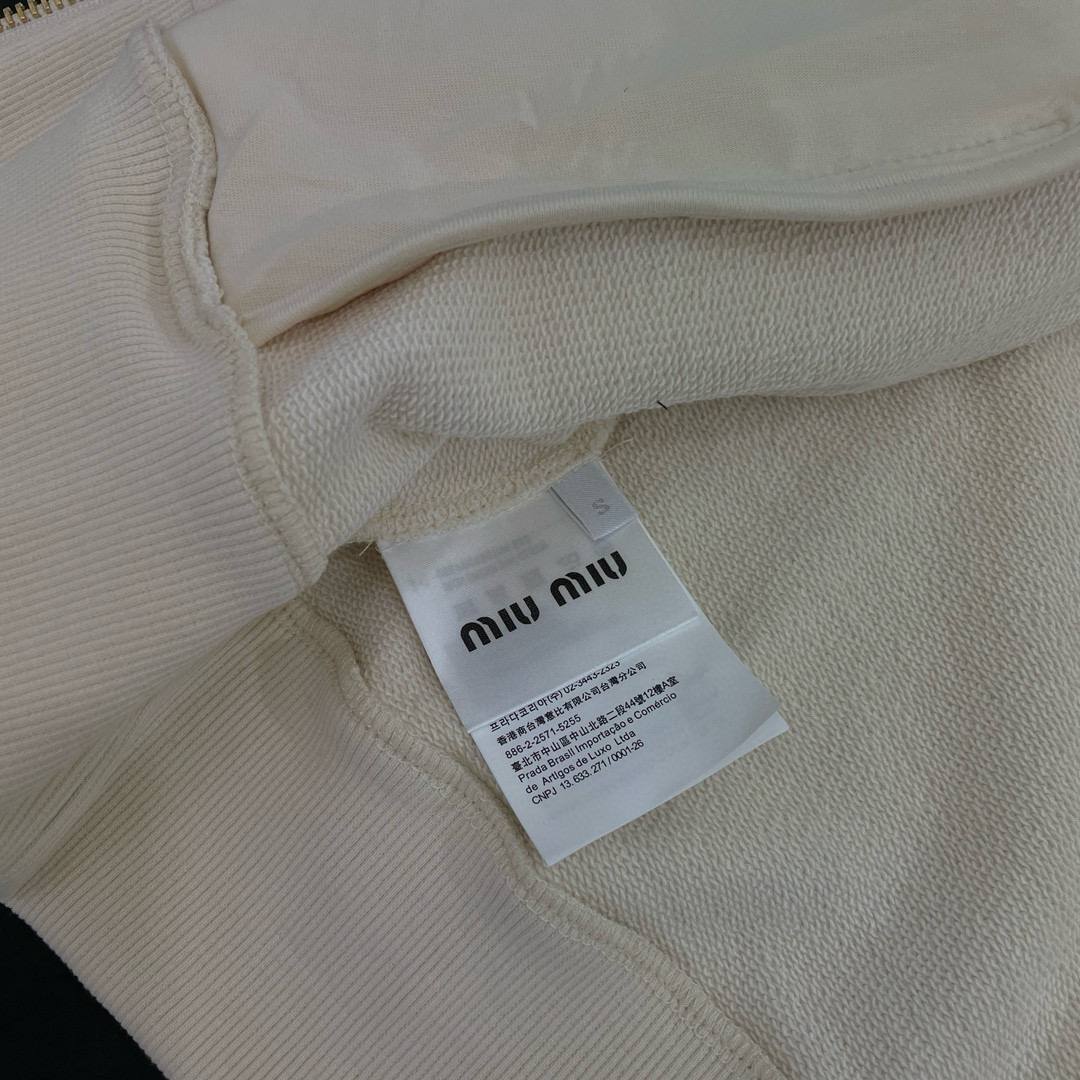 S
miu miu
프라다코리아(주) 02-3443-2323
香港商台灣意比有限公司台灣分公司
886-2-2571-5255
臺北市中山區中山北路二段44號12樓A室
Prada Brasil Importação e Comércio
de Artigos de Luxo Ltda
CNPJ 13.633.271/0001-26